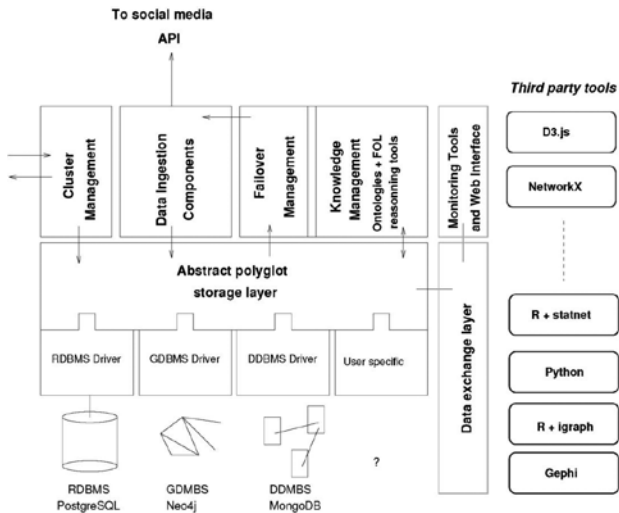 To social media
API
Third party tools
Cluster
Management
Data Ingestion
Components
Failover
Management
Knowledge
Management
Ontologies + FOL
reasonning tools
Monitoring Tools
and Web Interface
D3.js
NetworkX
Abstract polyglot
storage layer
RDBMS Driver
GDBMS Driver
DDBMS Driver
User specific
Data exchange layer
R + statnet
Python
R + igraph
Gephi
RDBMS
PostgreSQL
GDMBS
Neo4j
DDMBS
MongoDB
?